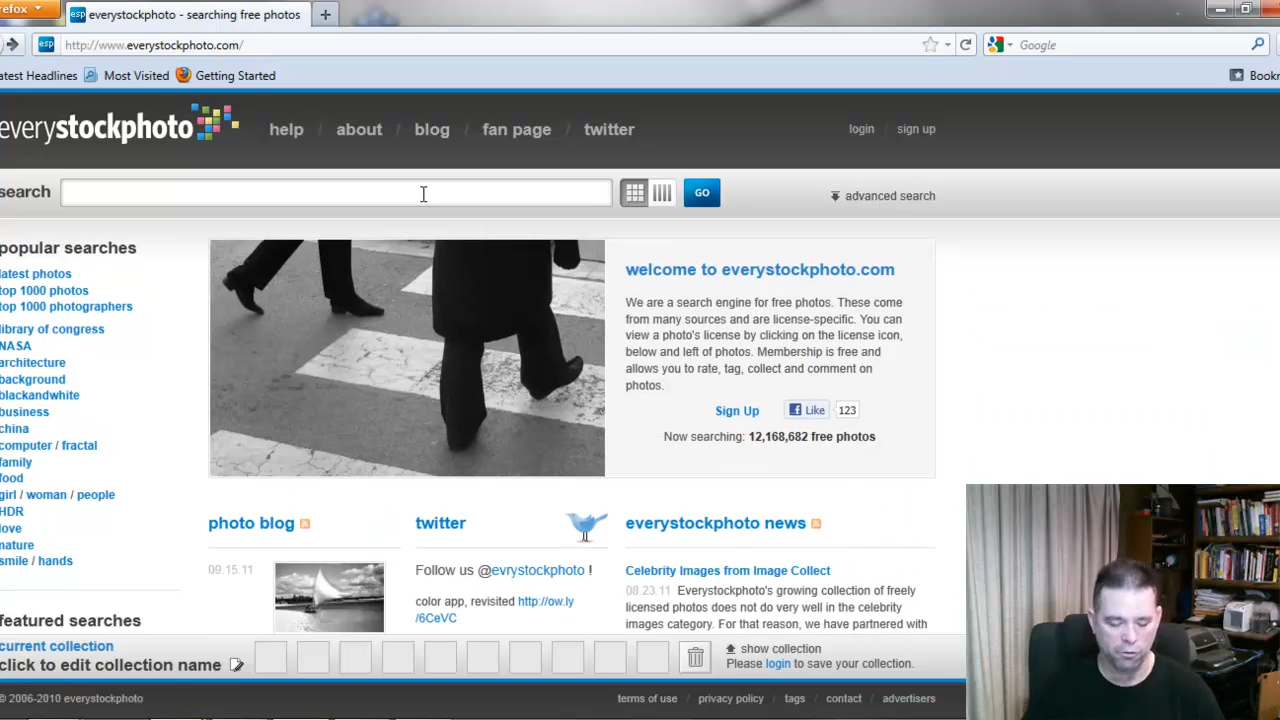 refox
everystockphoto - searching free photos
esp http://www.everystockphoto.com/
Google
atest Headlines Most Visited Getting Started
Bookm
everystockphoto
help / about / blog / fan page / twitter
login / sign up
search
GO
advanced search
popular searches
latest photos
top 1000 photos
top 1000 photographers
library of congress
NASA
architecture
background
blackandwhite
business
china
computer / fractal
family
food
girl / woman / people
HDR
love
nature
smile / hands
featured searches
welcome to everystockphoto.com
We are a search engine for free photos. These come
from many sources and are license-specific. You can
view a photo's license by clicking on the license icon,
below and left of photos. Membership is free and
allows you to rate, tag, collect and comment on
photos.
Sign Up
Like 123
Now searching: 12,168,682 free photos
photo blog
09.15.11
twitter
Follow us @evrystockphoto !
color app, revisited http://ow.ly
/6CeVC
everystockphoto news
Celebrity Images from Image Collect
08.23.11 Everystockphoto's growing collection of freely
licensed photos does not do very well in the celebrity
images category. For that reason, we have partnered with
current collection
click to edit collection name
show collection
Please login to save your collection.
© 2006-2010 everystockphoto
terms of use / privacy policy / tags / contact / advertisers